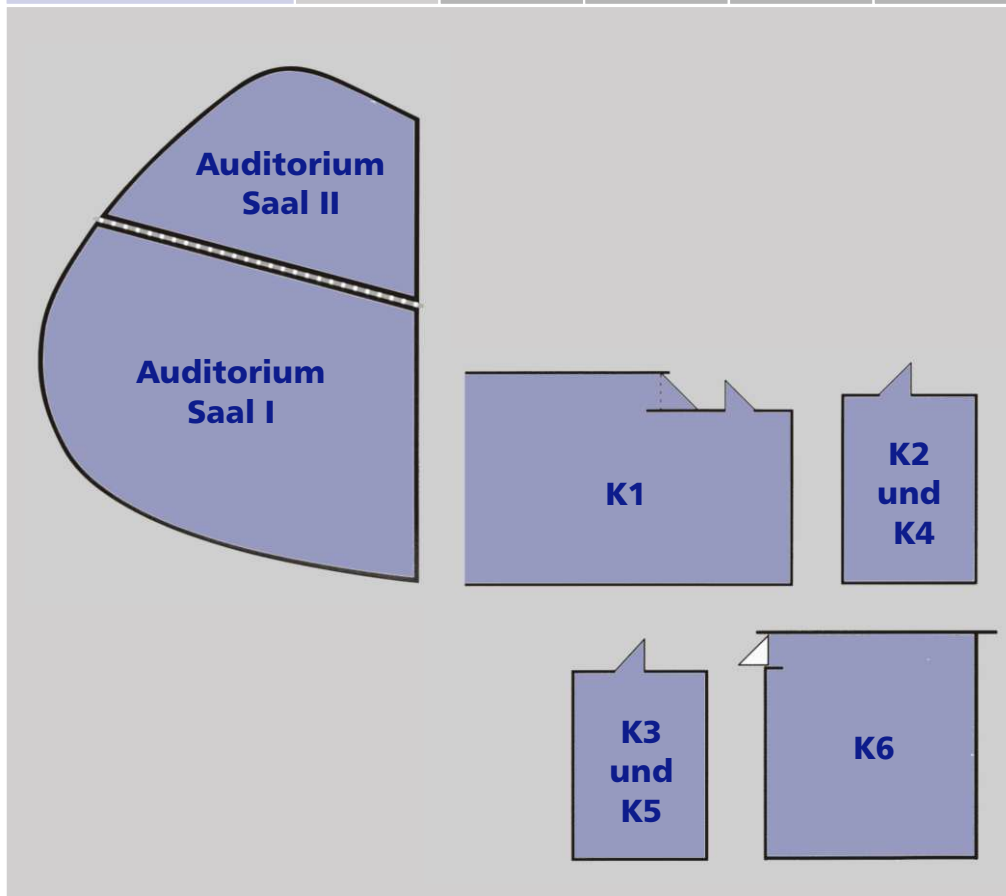 Auditorium
Saal II
Auditorium
Saal I
K1
K2
und
K4
K3
und
K5
K6